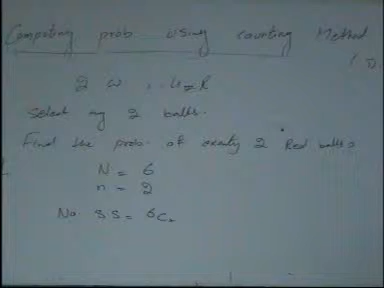 Computing prob using counting Method
2 W, 4 = R
Select any 2 balls.
Find the prob. of exactly 2 Red balls
N = 6
n = 2
No. S S = 6C2